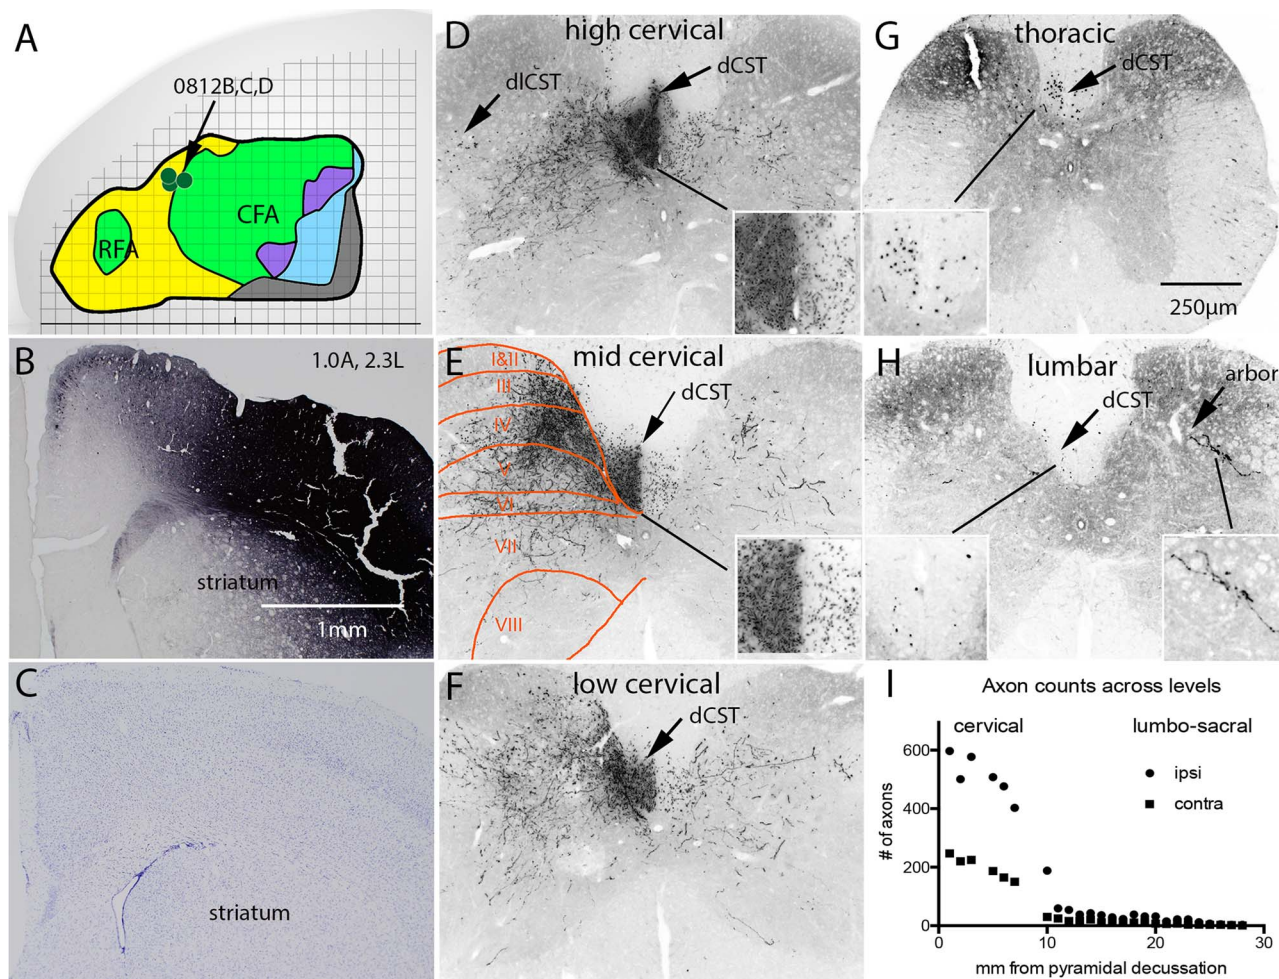 A
0812B,C,D
CFA
RFA
B
1.0A, 2.3L
striatum
1mm
C
striatum
D
high cervical
dCST
dlCST
E
mid cervical
dCST
I&II
III
IV
V
VI
VII
VIII
F
low cervical
dCST
G
thoracic
dCST
250µm
H
lumbar
dCST
arbor
I
Axon counts across levels
cervical
lumbo-sacral
ipsi
contra
# of axons
600
400
200
0
0
10
20
30
mm from pyramidal decussation